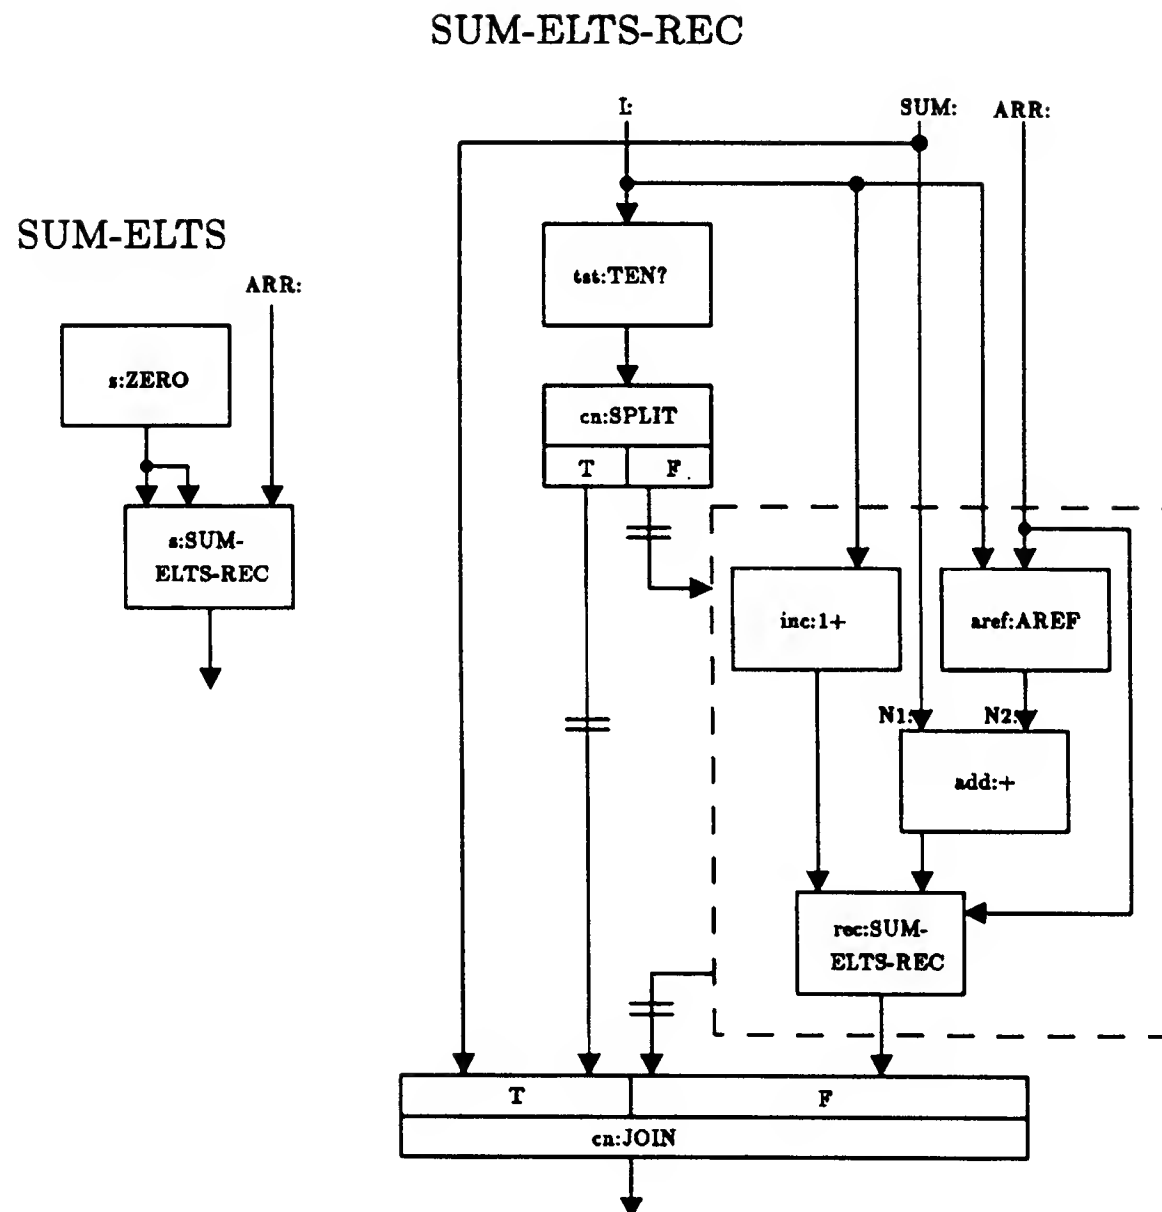 SUM-ELTS-REC
I: SUM: ARR:
SUM-ELTS
ARR:
tst:TEN?
z:ZERO
cn:SPLIT
T F
s:SUM-
ELTS-REC
inc:1+ aref:AREF
N1: N2:
add:+
rec:SUM-
ELTS-REC
T F
cn:JOIN